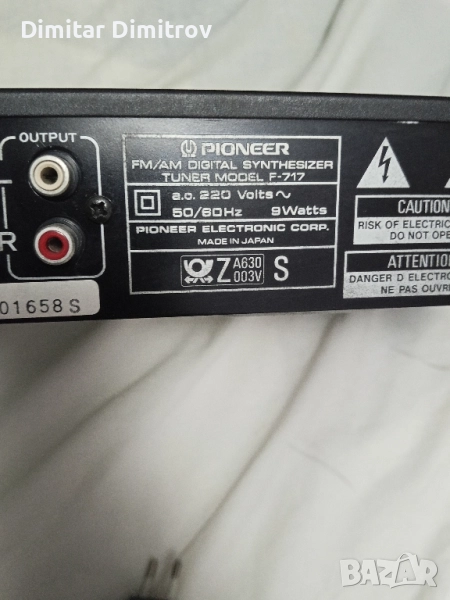 Dimitar Dimitrov
OUTPUT
R
01658 S
PIONEER
FM/AM DIGITAL SYNTHESIZER
TUNER MODEL F-717
a.c. 220 Volts~
50/60Hz 9Watts
PIONEER ELECTRONIC CORP.
MADE IN JAPAN
Z A630 003V S
CAUTION
RISK OF ELECTRIC
DO NOT OPE
ATTENTIO
DANGER D ELECTRO
NE PAS OUVRI
BAZAR